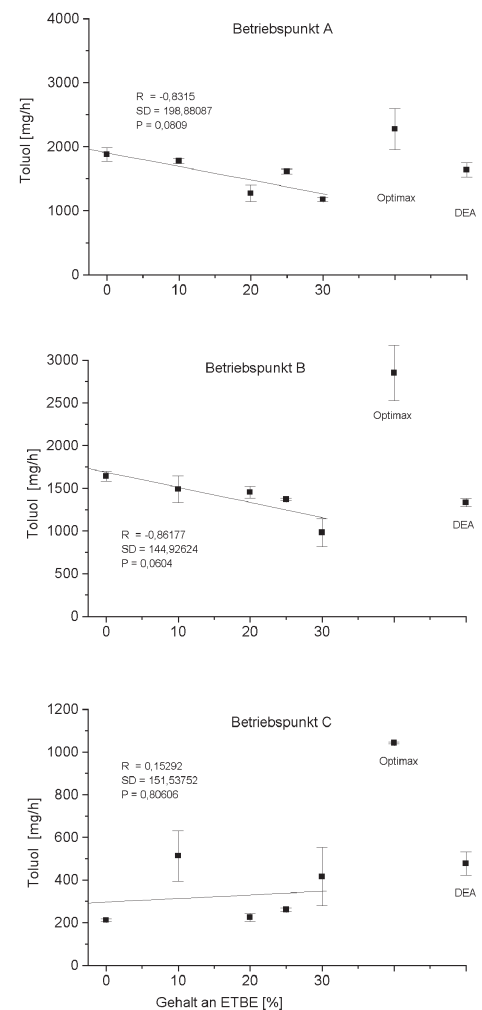 4000
Betriebspunkt A
3000
R = -0,8315
SD = 198,88087
P = 0,0809
Toluol [mg/h]
2000
1000
Optimax
DEA
0
0 10 20 30
3000
Betriebspunkt B
2500
Optimax
2000
Toluol [mg/h]
1500
1000
R = -0,86177
SD = 144,92624
P = 0,0604
DEA
500
0
0 10 20 30
1200
Betriebspunkt C
1000
Optimax
R = 0,15292
SD = 151,53752
P = 0,80606
800
Toluol [mg/h]
600
400
DEA
200
0
0 10 20 30
Gehalt an ETBE [%]